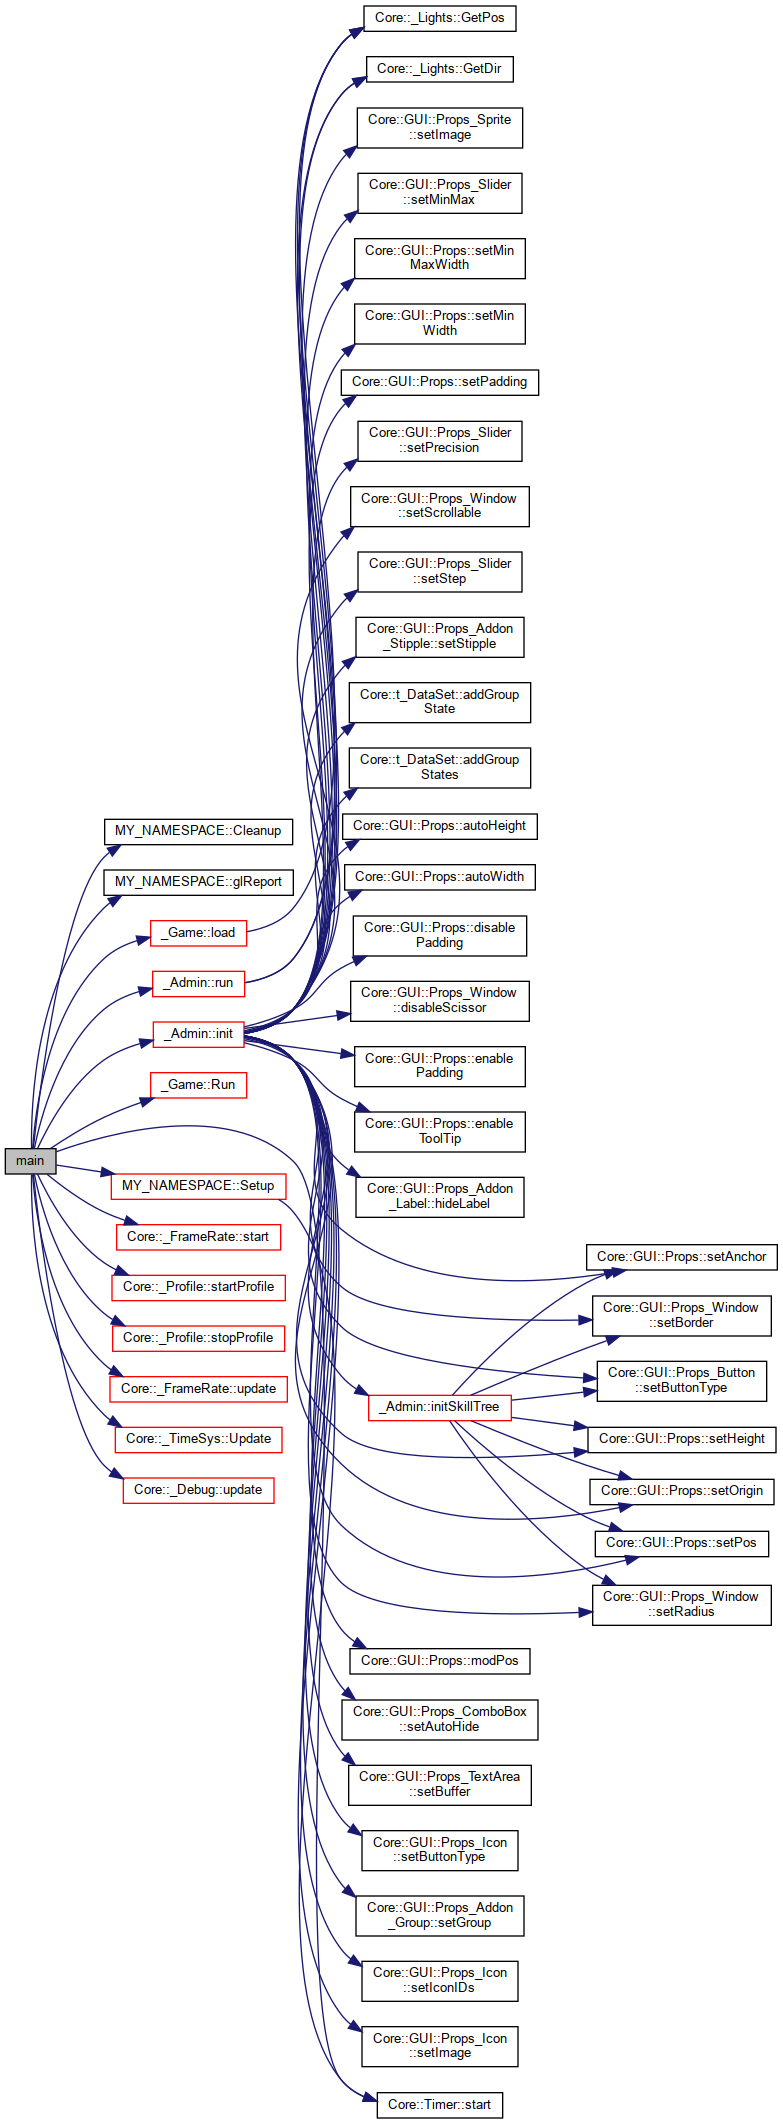 main
MY_NAMESPACE::Cleanup
MY_NAMESPACE::glReport
_Game::load
_Admin::run
_Admin::init
_Game::Run
MY_NAMESPACE::Setup
Core::_FrameRate::start
Core::_Profile::startProfile
Core::_Profile::stopProfile
Core::_FrameRate::update
Core::_TimeSys::Update
Core::_Debug::update
Core::_Lights::GetPos
Core::_Lights::GetDir
Core::GUI::Props_Sprite
::setImage
Core::GUI::Props_Slider
::setMinMax
Core::GUI::Props::setMin
MaxWidth
Core::GUI::Props::setMin
Width
Core::GUI::Props::setPadding
Core::GUI::Props_Slider
::setPrecision
Core::GUI::Props_Window
::setScrollable
Core::GUI::Props_Slider
::setStep
Core::GUI::Props_Addon
_Stipple::setStipple
Core::t_DataSet::addGroup
State
Core::t_DataSet::addGroup
States
Core::GUI::Props::autoHeight
Core::GUI::Props::autoWidth
Core::GUI::Props::disable
Padding
Core::GUI::Props_Window
::disableScissor
Core::GUI::Props::enable
Padding
Core::GUI::Props::enable
ToolTip
Core::GUI::Props_Addon
_Label::hideLabel
_Admin::initSkillTree
Core::GUI::Props::modPos
Core::GUI::Props_ComboBox
::setAutoHide
Core::GUI::Props_TextArea
::setBuffer
Core::GUI::Props_Icon
::setButtonType
Core::GUI::Props_Addon
_Group::setGroup
Core::GUI::Props_Icon
::setIconIDs
Core::GUI::Props_Icon
::setImage
Core::Timer::start
Core::GUI::Props::setAnchor
Core::GUI::Props_Window
::setBorder
Core::GUI::Props_Button
::setButtonType
Core::GUI::Props::setHeight
Core::GUI::Props::setOrigin
Core::GUI::Props::setPos
Core::GUI::Props_Window
::setRadius